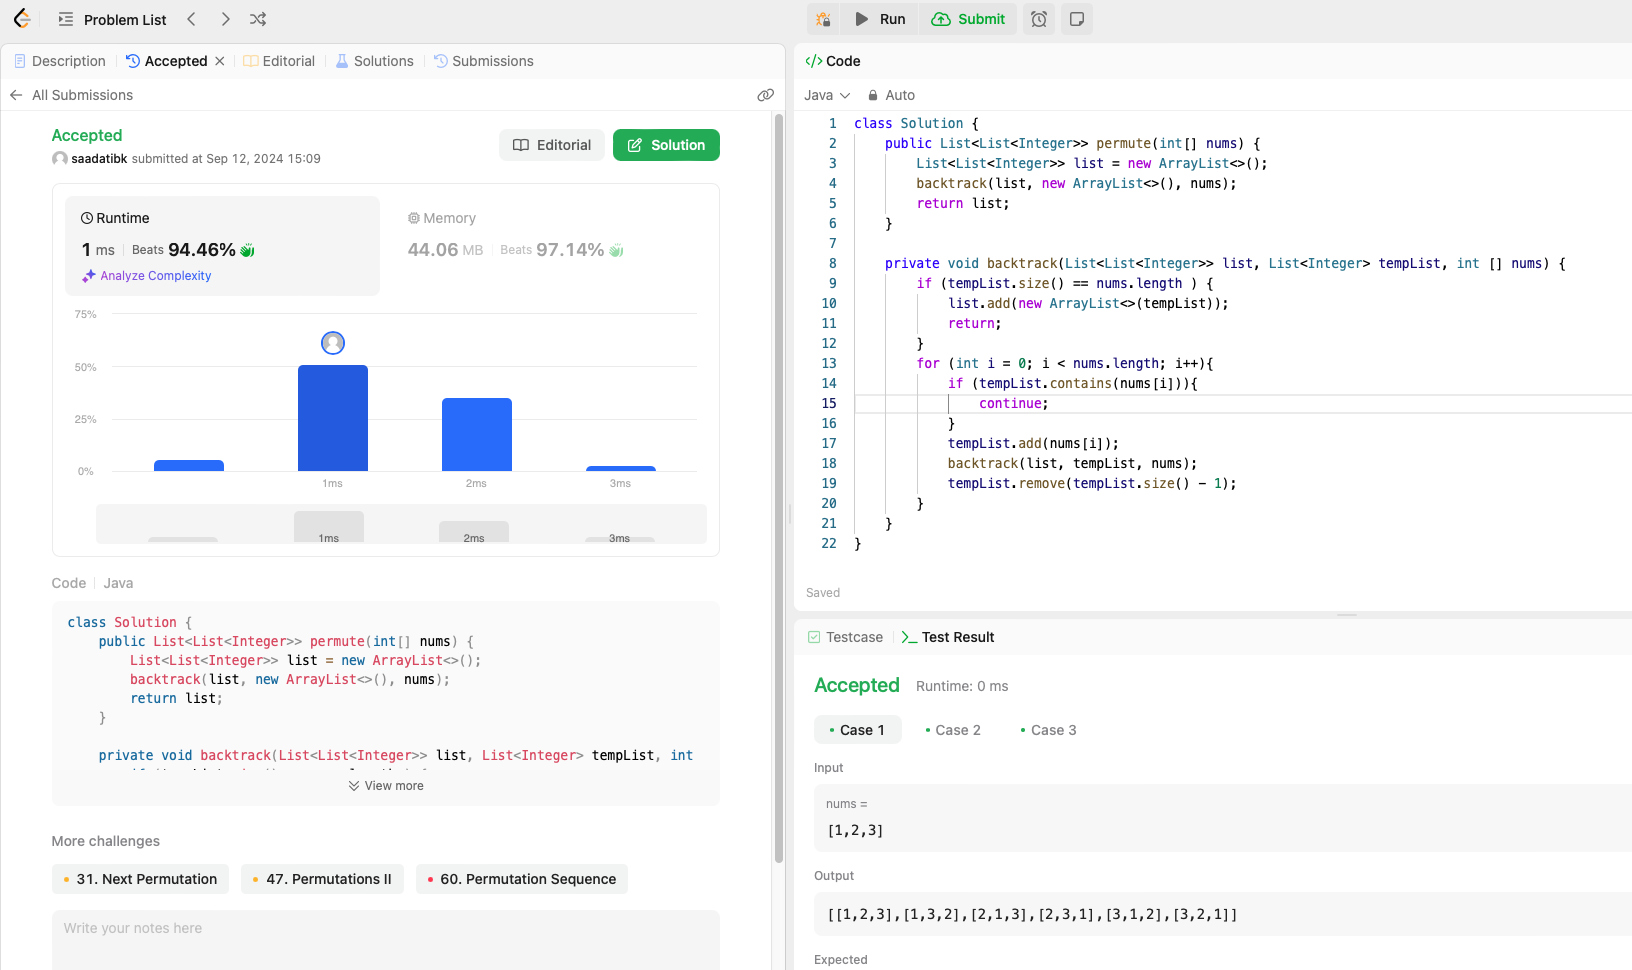 Problem List
Run
Submit
Description
Accepted
Editorial
Solutions
Submissions
All Submissions
Accepted
saadatibk submitted at Sep 12, 2024 15:09
Editorial
Solution
Runtime
1 ms
Beats 94.46%
Analyze Complexity
Memory
44.06 MB
Beats 97.14%
75%
50%
25%
0%
1ms
2ms
3ms
1ms
2ms
3ms
Code
Java
class Solution {
    public List<List<Integer>> permute(int[] nums) {
        List<List<Integer>> list = new ArrayList<>();
        backtrack(list, new ArrayList<>(), nums);
        return list;
    }
    private void backtrack(List<List<Integer>> list, List<Integer> tempList, int
View more
More challenges
31. Next Permutation
47. Permutations II
60. Permutation Sequence
Write your notes here
</> Code
Java
Auto
1 class Solution {
2     public List<List<Integer>> permute(int[] nums) {
3         List<List<Integer>> list = new ArrayList<>();
4         backtrack(list, new ArrayList<>(), nums);
5         return list;
6     }
7
8     private void backtrack(List<List<Integer>> list, List<Integer> tempList, int [] nums) {
9         if (tempList.size() == nums.length ) {
10             list.add(new ArrayList<>(tempList));
11             return;
12         }
13         for (int i = 0; i < nums.length; i++){
14             if (tempList.contains(nums[i])){
15                 continue;
16             }
17             tempList.add(nums[i]);
18             backtrack(list, tempList, nums);
19             tempList.remove(tempList.size() - 1);
20         }
21     }
22 }
Saved
Testcase
Test Result
Accepted
Runtime: 0 ms
Case 1
Case 2
Case 3
Input
nums =
[1,2,3]
Output
[[1,2,3],[1,3,2],[2,1,3],[2,3,1],[3,1,2],[3,2,1]]
Expected